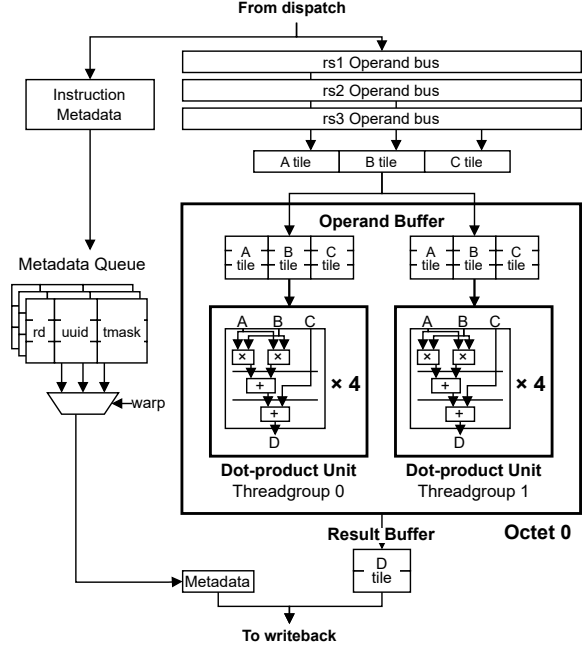 From dispatch
rs1 Operand bus
rs2 Operand bus
rs3 Operand bus
Instruction
Metadata
A tile
B tile
C tile
Operand Buffer
A
tile
B
tile
C
tile
A
tile
B
tile
C
tile
Metadata Queue
rd
uuid
tmask
warp
A
B
C
×
×
+
+
D
× 4
Dot-product Unit
Threadgroup 0
A
B
C
×
×
+
+
D
× 4
Dot-product Unit
Threadgroup 1
Octet 0
Result Buffer
D
tile
Metadata
To writeback